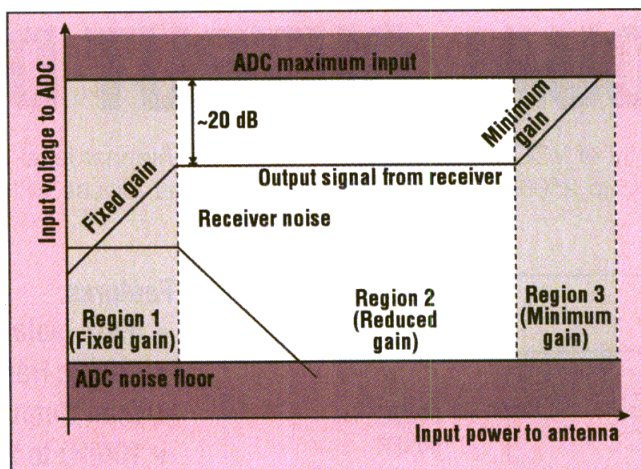 ADC maximum input
~20 dB
Minimum
gain
Fixed gain
Output signal from receiver
Receiver noise
Region 1
(Fixed gain)
Region 2
(Reduced
gain)
Region 3
(Minimum
gain)
ADC noise floor
Input voltage to ADC
Input power to antenna